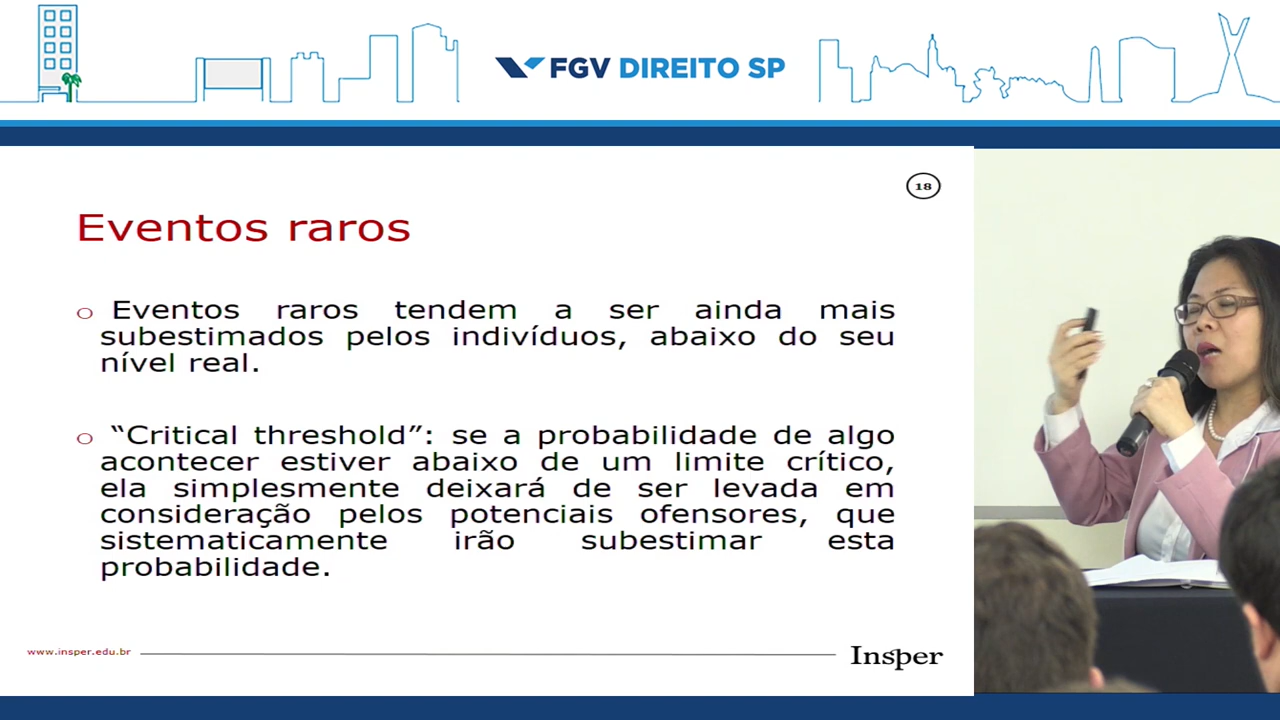 FGV DIREITO SP
18
Eventos raros
Eventos raros tendem a ser ainda mais
subestimados pelos indivíduos, abaixo do seu
nível real.
“Critical threshold”: se a probabilidade de algo
acontecer estiver abaixo de um limite crítico,
ela simplesmente deixará de ser levada em
consideração pelos potenciais ofensores, que
sistematicamente irão subestimar esta
probabilidade.
www.insper.edu.br
Insper